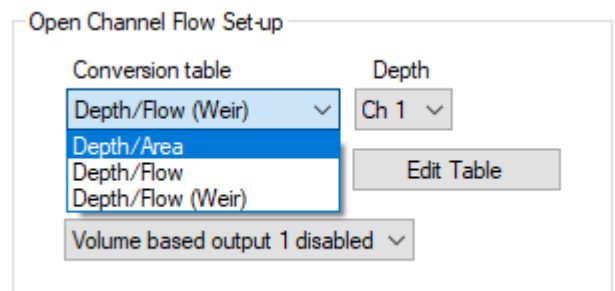 Open Channel Flow Set-up
Conversion table Depth
Depth/Flow (Weir) Ch 1
Depth/Area
Depth/Flow Edit Table
Depth/Flow (Weir)
Volume based output 1 disabled